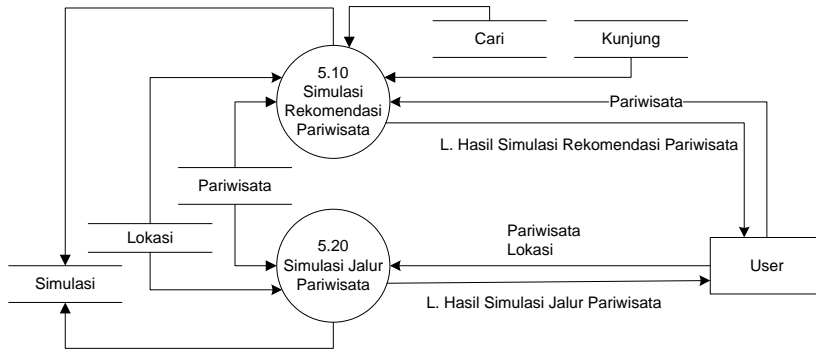 Cari
Kunjung
5.10
Simulasi
Rekomendasi
Pariwisata
Pariwisata
L. Hasil Simulasi Rekomendasi Pariwisata
Pariwisata
Lokasi
Simulasi
5.20
Simulasi Jalur
Pariwisata
Pariwisata
Lokasi
User
L. Hasil Simulasi Jalur Pariwisata